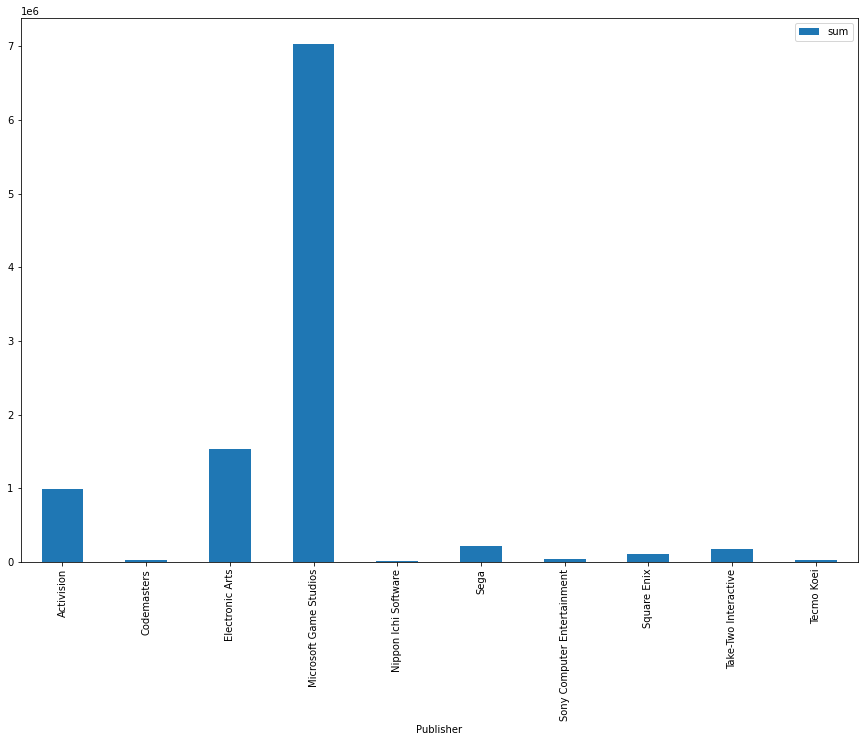 1e6
sum
7
6
5
4
3
2
1
0
Activision
Codemasters
Electronic Arts
Microsoft Game Studios
Nippon Ichi Software
Sega
Sony Computer Entertainment
Square Enix
Take-Two Interactive
Tecmo Koei
Publisher